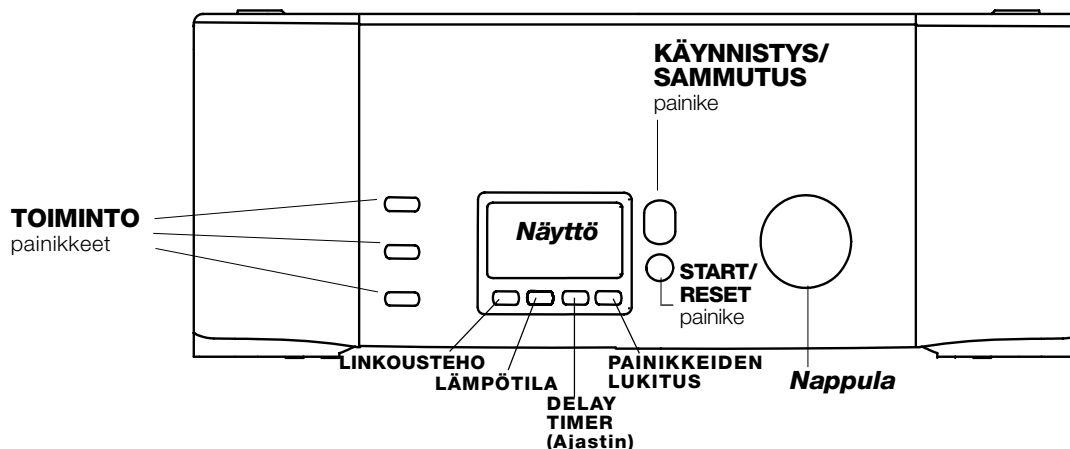 KÄYNNISTYS/
SAMMUTUS
painike
TOIMINTO
painikkeet
Näyttö
START/
RESET
painike
LINKOUSTEHO
LÄMPÖTILA
DELAY
TIMER
(Ajastin)
PAINIKKEIDEN
LUKITUS
Nappula